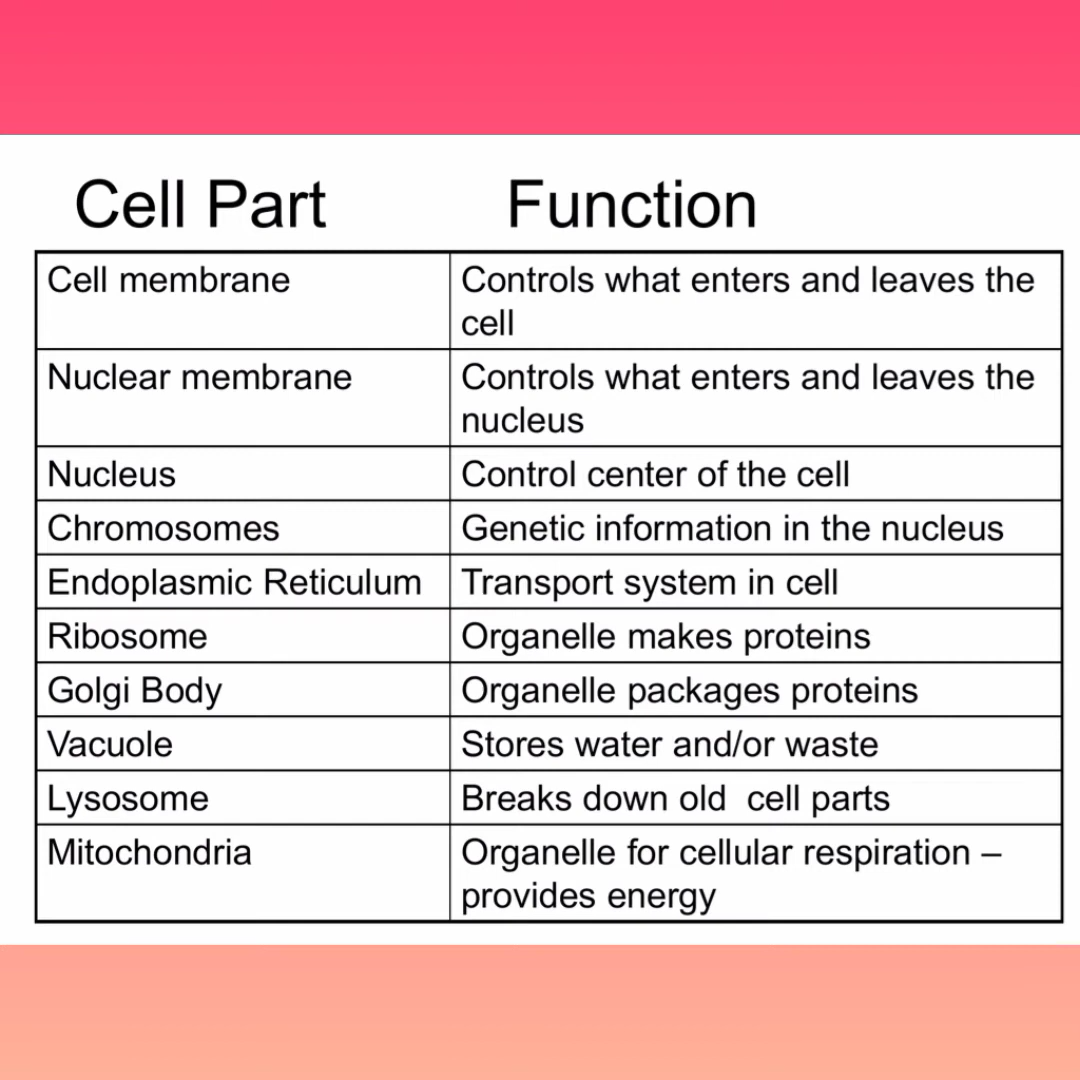 Cell Part Function
Cell membrane Controls what enters and leaves the
cell
Nuclear membrane Controls what enters and leaves the
nucleus
Nucleus Control center of the cell
Chromosomes Genetic information in the nucleus
Endoplasmic Reticulum Transport system in cell
Ribosome Organelle makes proteins
Golgi Body Organelle packages proteins
Vacuole Stores water and/or waste
Lysosome Breaks down old  cell parts
Mitochondria Organelle for cellular respiration –
provides energy